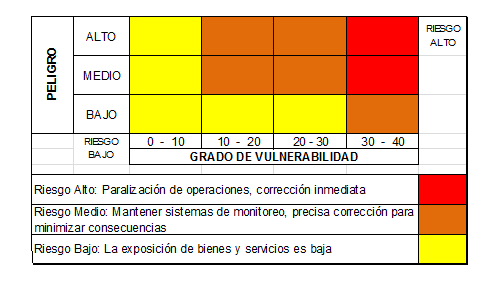 PELIGRO
ALTO
RIESGO
ALTO
MEDIO
BAJO
RIESGO
BAJO
0 - 10
10 - 20
20 - 30
30 - 40
GRADO DE VULNERABILIDAD
Riesgo Alto: Paralización de operaciones, corrección inmediata
Riesgo Medio: Mantener sistemas de monitoreo, precisa corrección para
minimizar consecuencias
Riesgo Bajo: La exposición de bienes y servicios es baja